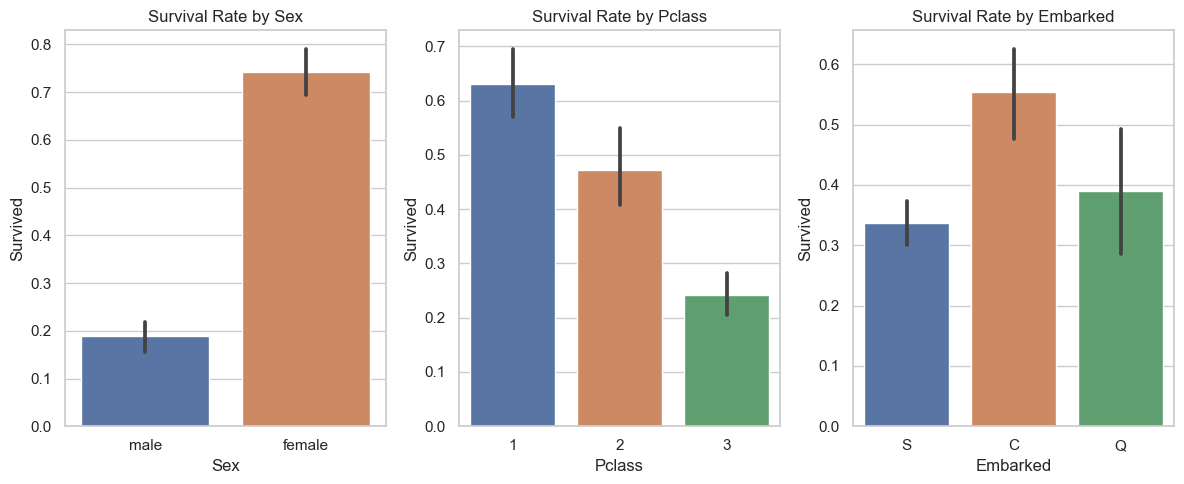 Survival Rate by Sex
Survived
0.8
0.7
0.6
0.5
0.4
0.3
0.2
0.1
0.0
male female
Sex
Survival Rate by Pclass
Survived
0.7
0.6
0.5
0.4
0.3
0.2
0.1
0.0
1 2 3
Pclass
Survival Rate by Embarked
Survived
0.6
0.5
0.4
0.3
0.2
0.1
0.0
S C Q
Embarked